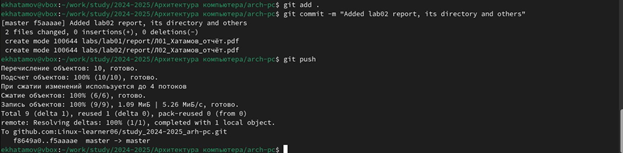 ekhatamov@vbox:~/work/study/2024-2025/Архитектура компьютера/arch-pc$ git add .
ekhatamov@vbox:~/work/study/2024-2025/Архитектура компьютера/arch-pc$ git commit -m "Added lab02 report, its directory and others"
[master f5aaaae] Added lab02 report, its directory and others
2 files changed, 0 insertions(+), 0 deletions(-)
create mode 100644 labs/lab01/report/Л01_Хатамов_отчёт.pdf
create mode 100644 labs/lab02/report/Л02_Хатамов_отчёт.pdf
ekhatamov@vbox:~/work/study/2024-2025/Архитектура компьютера/arch-pc$ git push
Перечисление объектов: 10, готово.
Подсчет объектов: 100% (10/10), готово.
При сжатии изменений используется до 4 потоков
Сжатие объектов: 100% (6/6), готово.
Запись объектов: 100% (9/9), 1.09 МиБ | 5.26 МиБ/с, готово.
Total 9 (delta 1), reused 1 (delta 0), pack-reused 0 (from 0)
remote: Resolving deltas: 100% (1/1), completed with 1 local object.
To github.com:Linux-learner06/study_2024-2025_arh-pc.git
f8649a0..f5aaaae master -> master
ekhatamov@vbox:~/work/study/2024-2025/Архитектура компьютера/arch-pc$